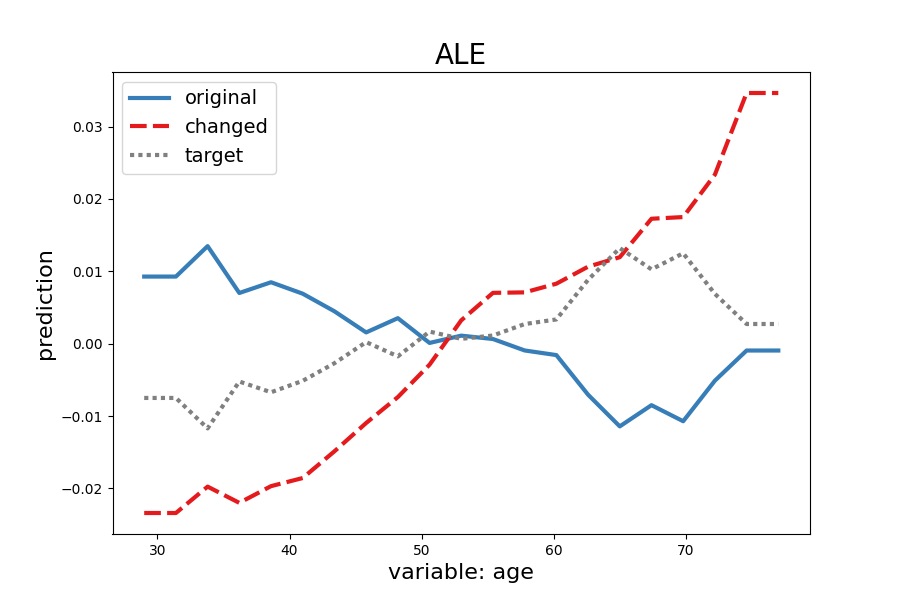 ALE
original
changed
target
0.03
0.02
0.01
0.00
−0.01
−0.02
prediction
30 40 50 60 70
variable: age